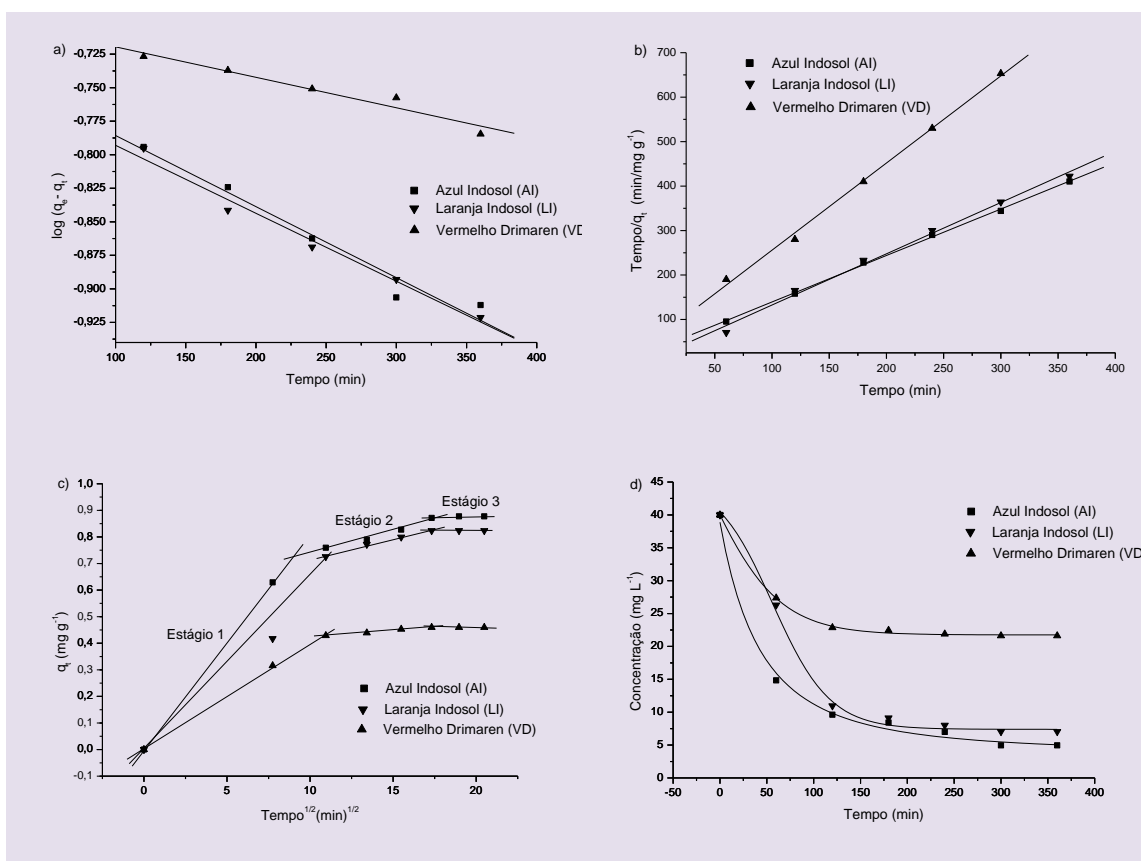 a)
-0,725
-0,750
-0,775
-0,800
-0,825
-0,850
-0,875
-0,900
-0,925
log (qe- qt)
Azul Indosol (AI)
Laranja Indosol (LI)
Vermelho Drimaren (VD
100 150 200 250 300 350 400
Tempo (min)
b)
700
600
500
400
300
200
100
Tempo/qt (min/mg g-1)
Azul Indosol (AI)
Laranja Indosol (LI)
Vermelho Drimaren (VD)
50 100 150 200 250 300 350 400
Tempo (min)
c)
1,0
0,9
0,8
0,7
0,6
0,5
0,4
0,3
0,2
0,1
0,0
-0,1
qt (mg g-1)
Estágio 1
Estágio 2
Estágio 3
Azul Indosol (AI)
Laranja Indosol (LI)
Vermelho Drimaren (VD)
0 5 10 15 20
Tempo1/2(min)1/2
d)
45
40
35
30
25
20
15
10
5
0
Concentração (mg L-1)
Azul Indosol (AI)
Laranja Indosol (LI)
Vermelho Drimaren (VD
-50 0 50 100 150 200 250 300 350 400
Tempo (min)